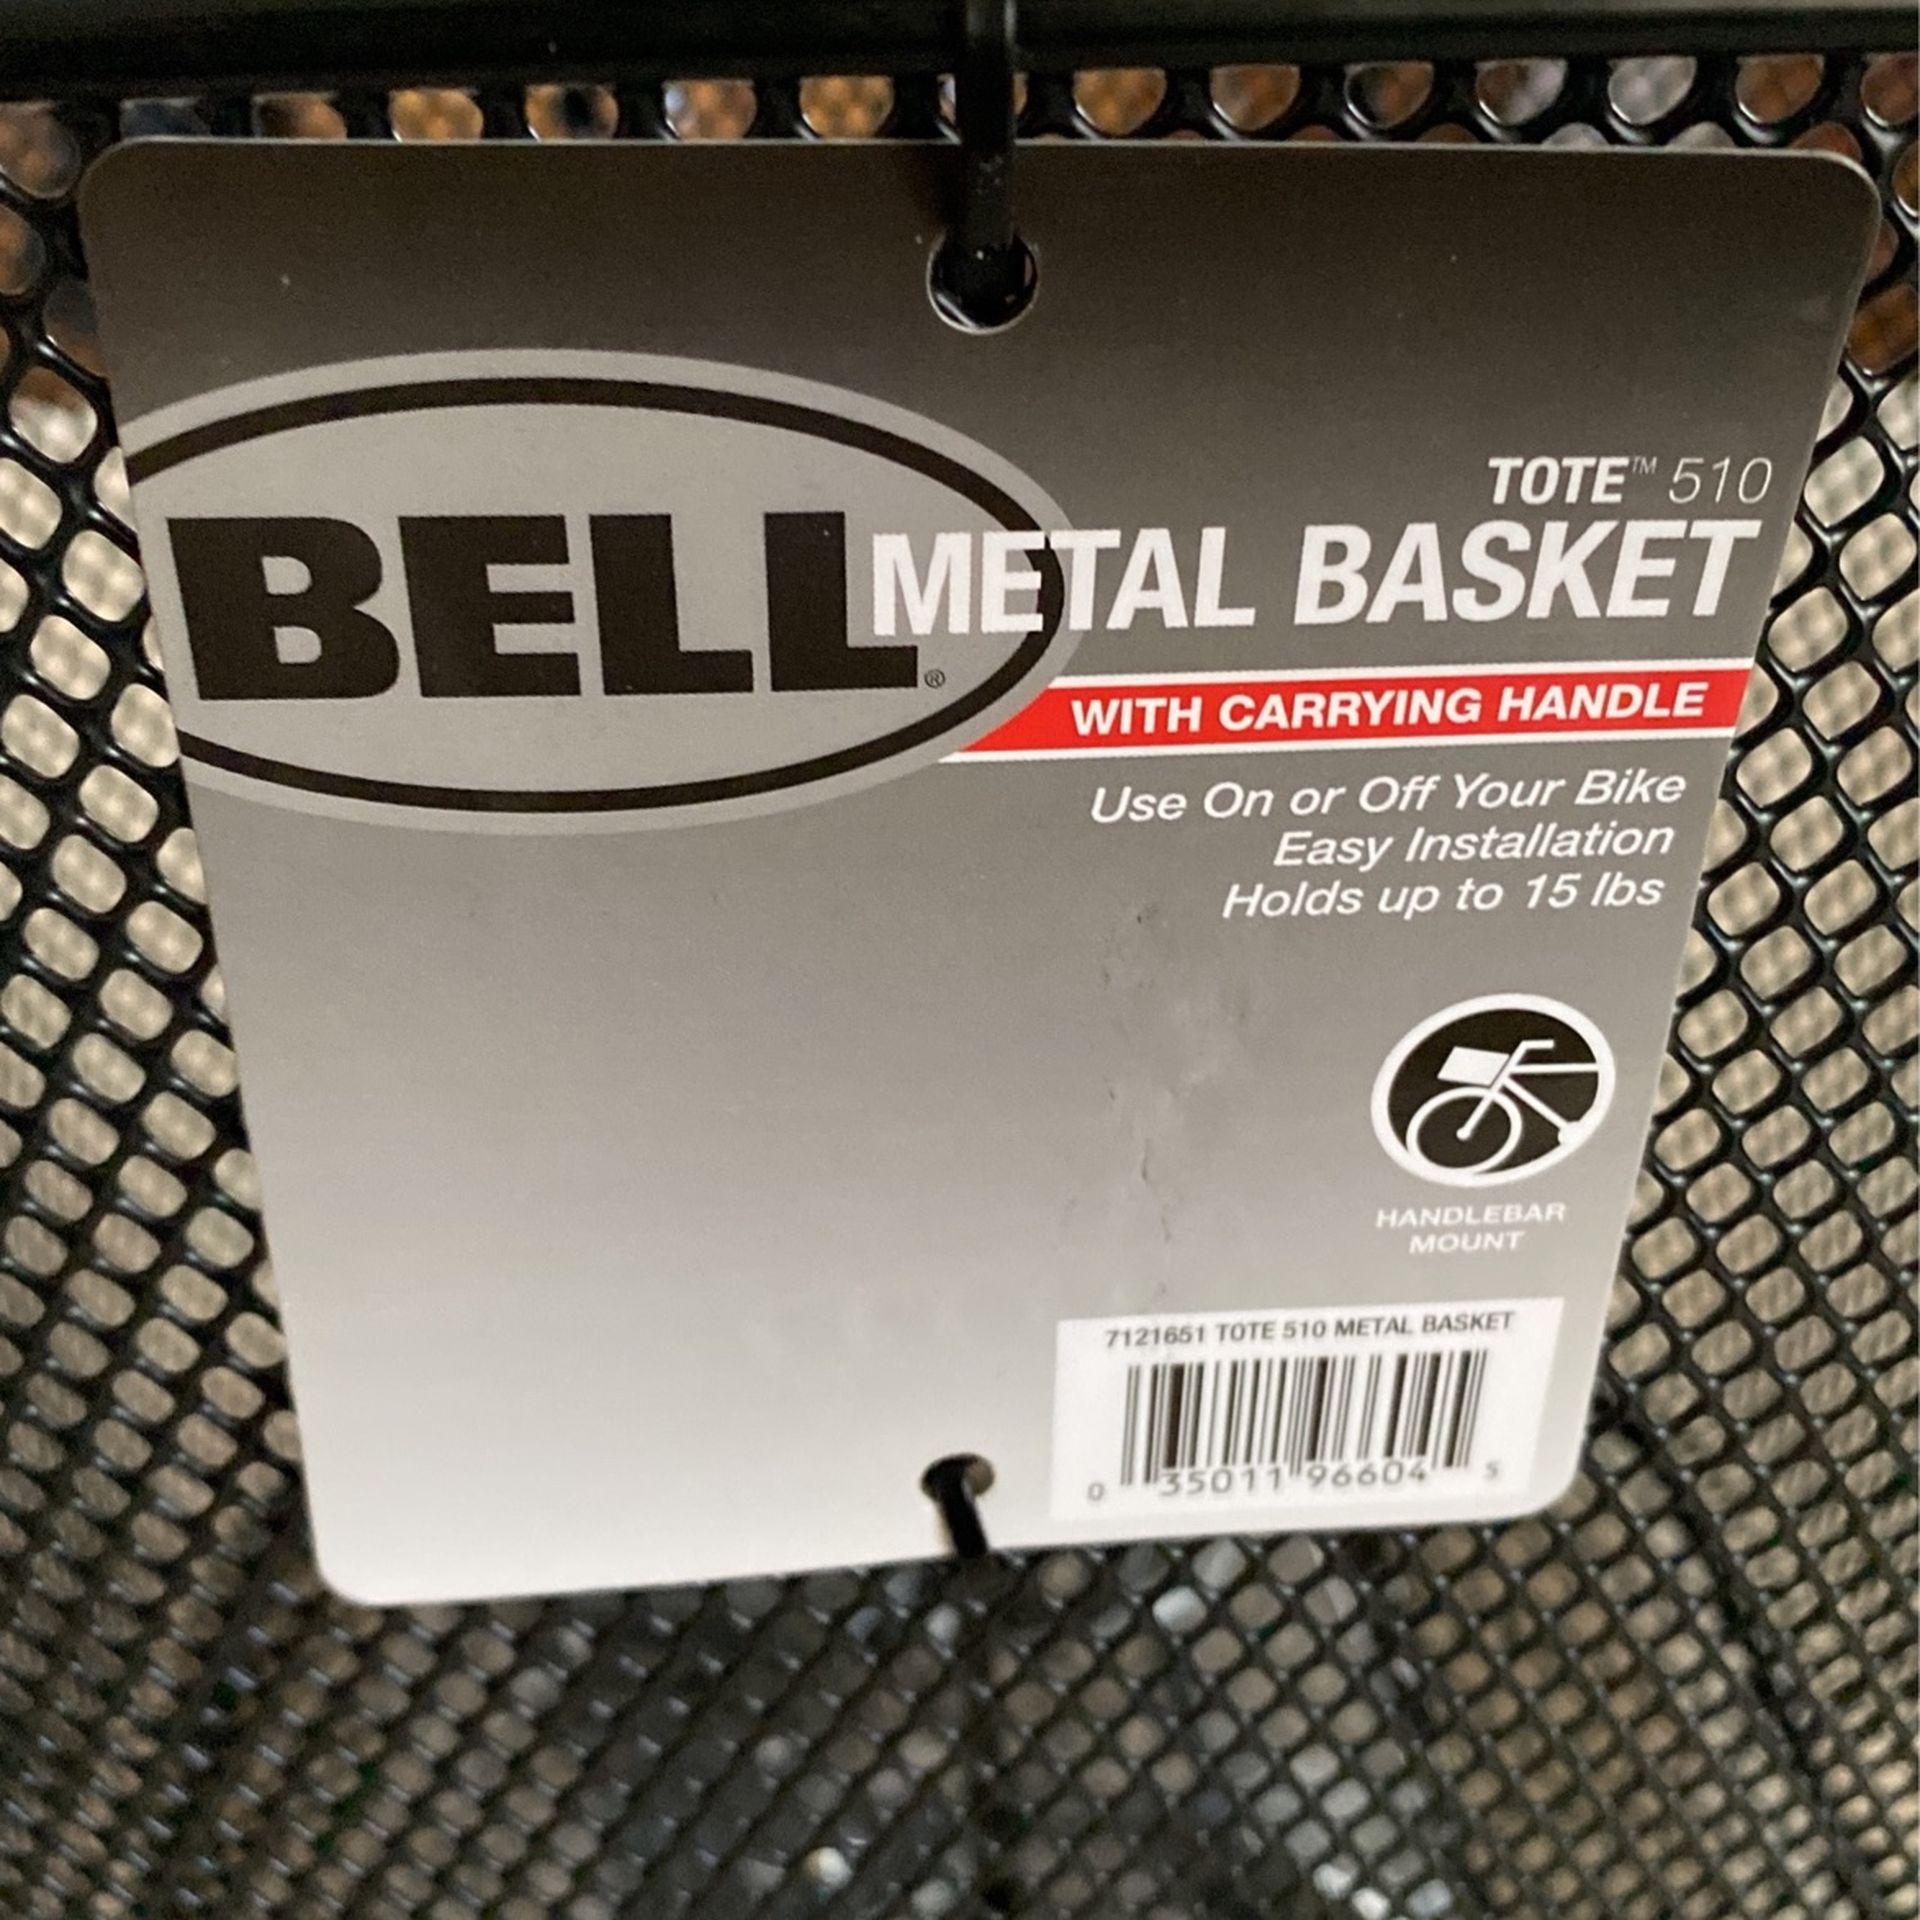 BELL®
TOTE™ 510
METAL BASKET
WITH CARRYING HANDLE
Use On or Off Your Bike
Easy Installation
Holds up to 15 lbs
HANDLEBAR
MOUNT
7121651 TOTE 510 METAL BASKET
0 35011 96604 5